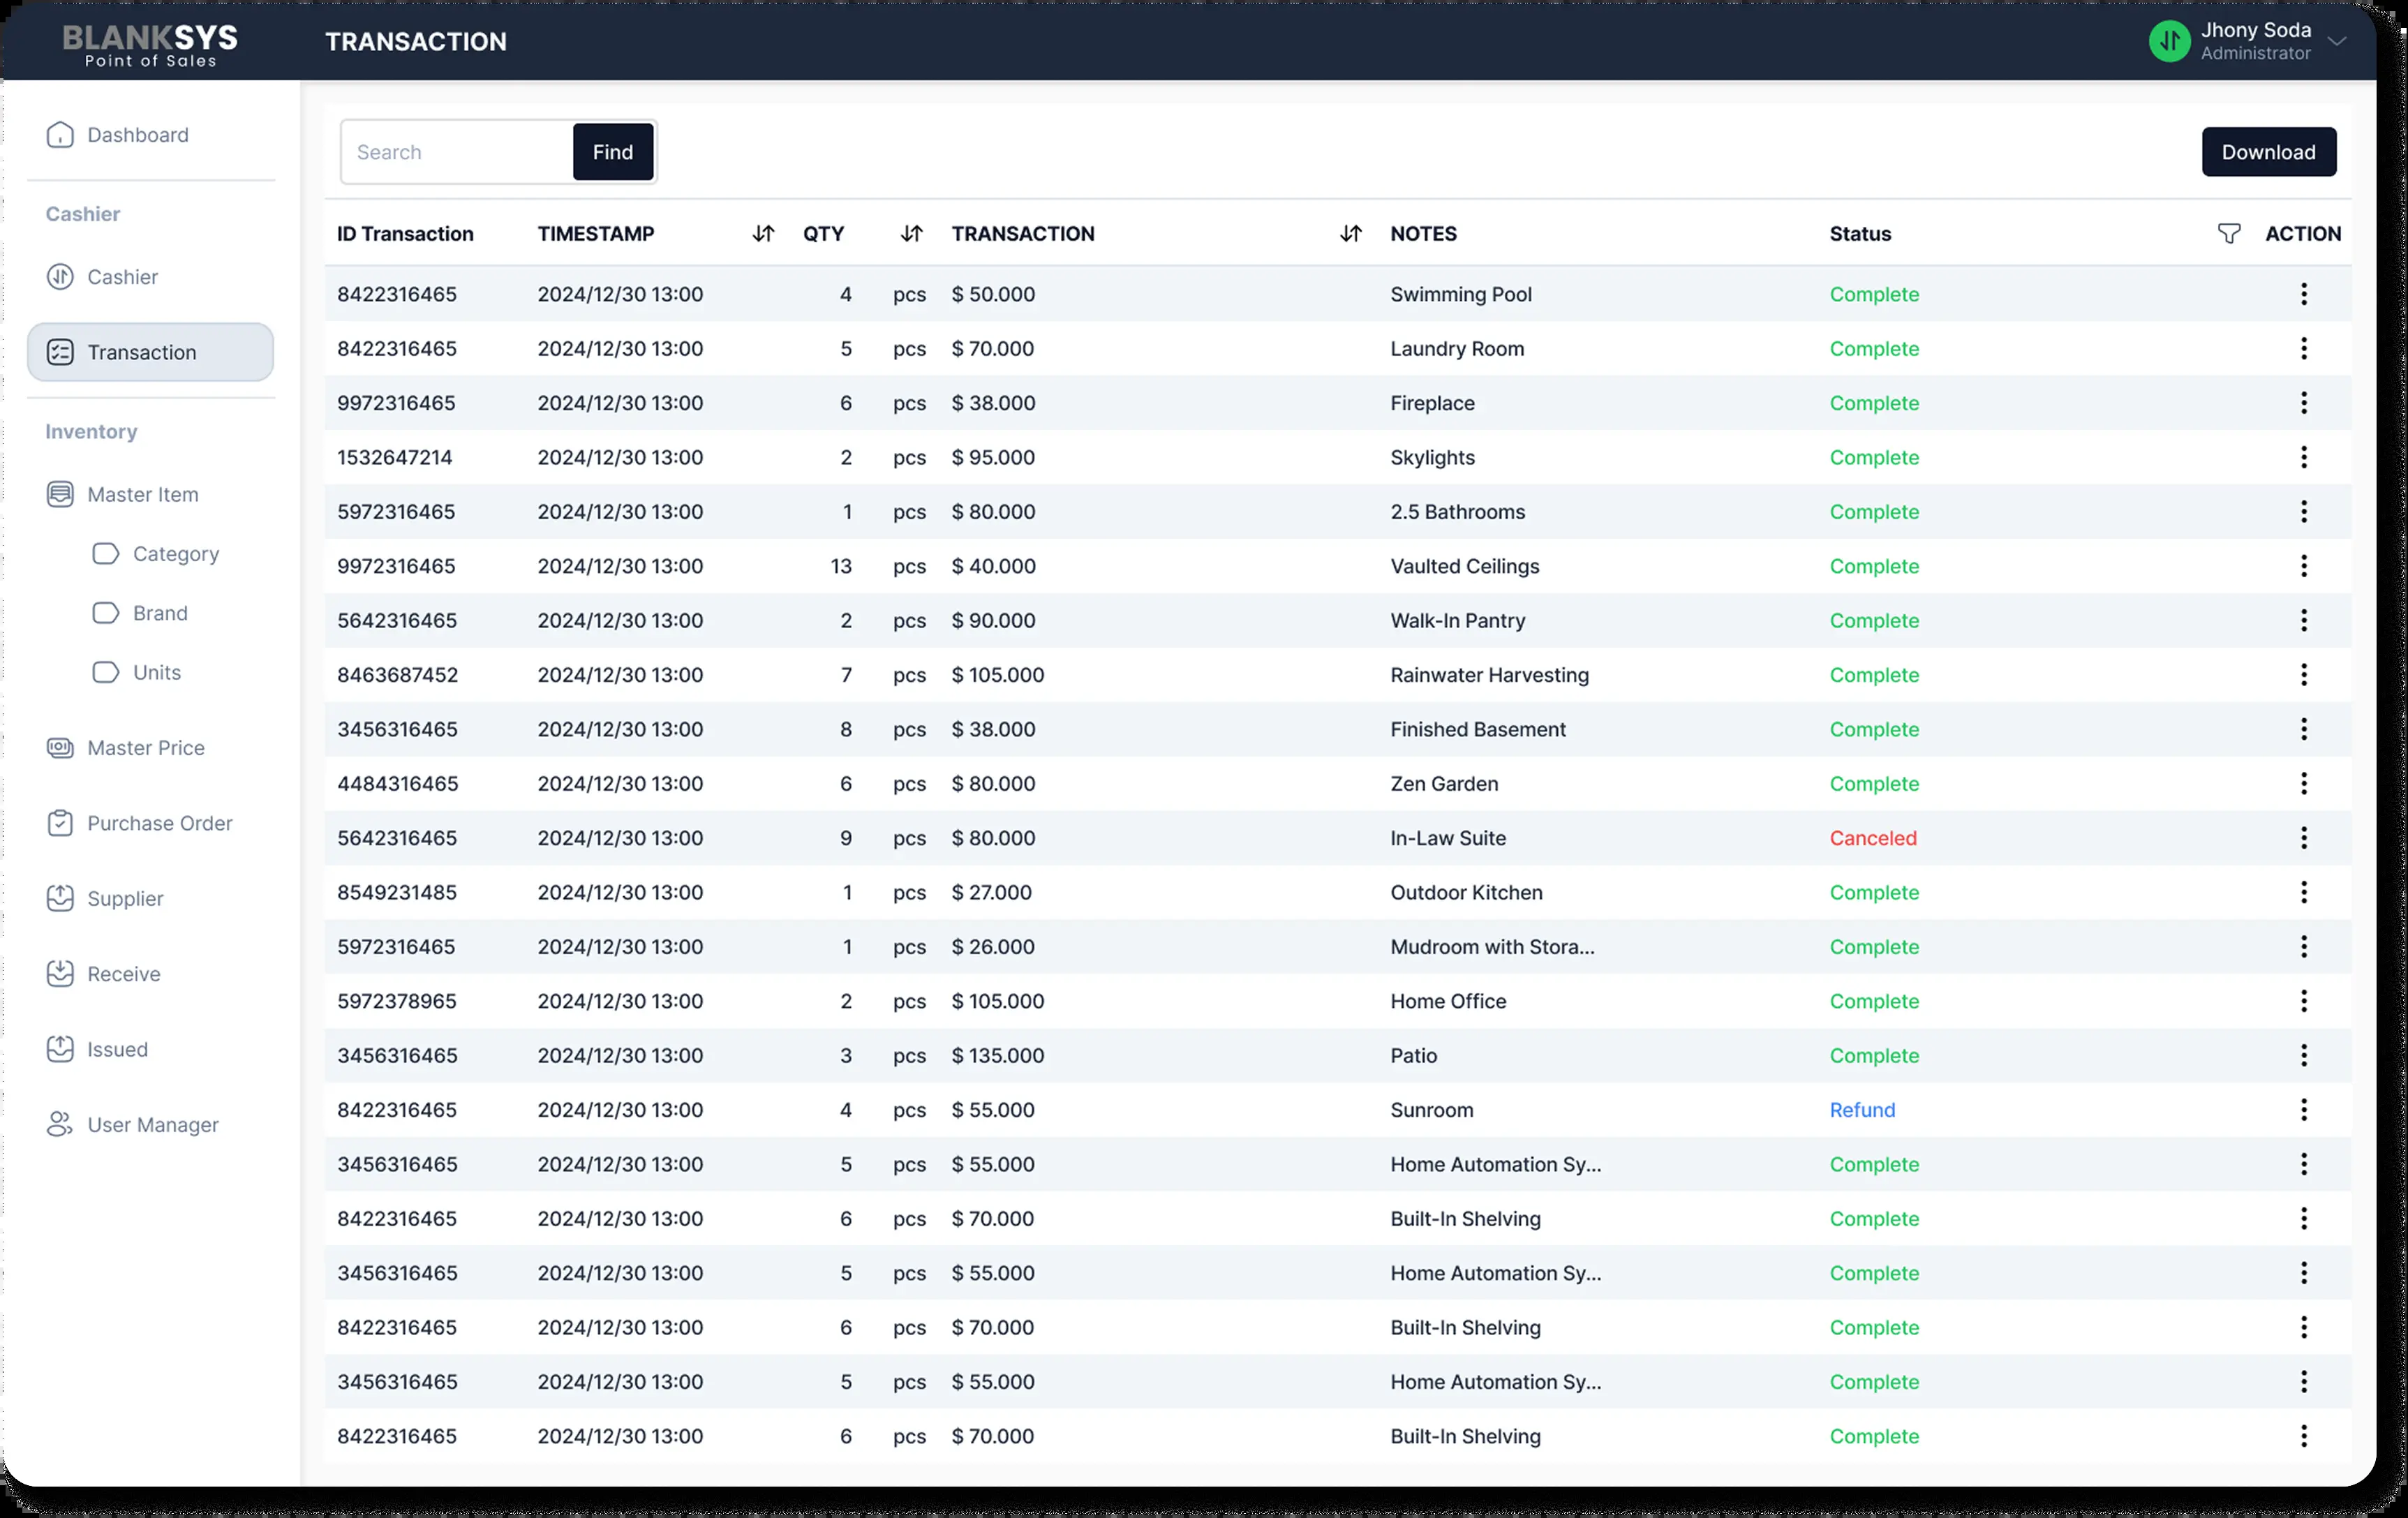 BLANKSYS
Point of Sales
TRANSACTION
Jhony Soda
Administrator
Dashboard
Cashier
Cashier
Transaction
Inventory
Master Item
Category
Brand
Units
Master Price
Purchase Order
Supplier
Receive
Issued
User Manager
Search
Find
Download
ID Transaction TIMESTAMP QTY TRANSACTION NOTES Status ACTION
8422316465 2024/12/30 13:00 4 pcs $ 50.000 Swimming Pool Complete
8422316465 2024/12/30 13:00 5 pcs $ 70.000 Laundry Room Complete
9972316465 2024/12/30 13:00 6 pcs $ 38.000 Fireplace Complete
1532647214 2024/12/30 13:00 2 pcs $ 95.000 Skylights Complete
5972316465 2024/12/30 13:00 1 pcs $ 80.000 2.5 Bathrooms Complete
9972316465 2024/12/30 13:00 13 pcs $ 40.000 Vaulted Ceilings Complete
5642316465 2024/12/30 13:00 2 pcs $ 90.000 Walk-In Pantry Complete
8463687452 2024/12/30 13:00 7 pcs $ 105.000 Rainwater Harvesting Complete
3456316465 2024/12/30 13:00 8 pcs $ 38.000 Finished Basement Complete
4484316465 2024/12/30 13:00 6 pcs $ 80.000 Zen Garden Complete
5642316465 2024/12/30 13:00 9 pcs $ 80.000 In-Law Suite Canceled
8549231485 2024/12/30 13:00 1 pcs $ 27.000 Outdoor Kitchen Complete
5972316465 2024/12/30 13:00 1 pcs $ 26.000 Mudroom with Stora... Complete
5972378965 2024/12/30 13:00 2 pcs $ 105.000 Home Office Complete
3456316465 2024/12/30 13:00 3 pcs $ 135.000 Patio Complete
8422316465 2024/12/30 13:00 4 pcs $ 55.000 Sunroom Refund
3456316465 2024/12/30 13:00 5 pcs $ 55.000 Home Automation Sy... Complete
8422316465 2024/12/30 13:00 6 pcs $ 70.000 Built-In Shelving Complete
3456316465 2024/12/30 13:00 5 pcs $ 55.000 Home Automation Sy... Complete
8422316465 2024/12/30 13:00 6 pcs $ 70.000 Built-In Shelving Complete
3456316465 2024/12/30 13:00 5 pcs $ 55.000 Home Automation Sy... Complete
8422316465 2024/12/30 13:00 6 pcs $ 70.000 Built-In Shelving Complete